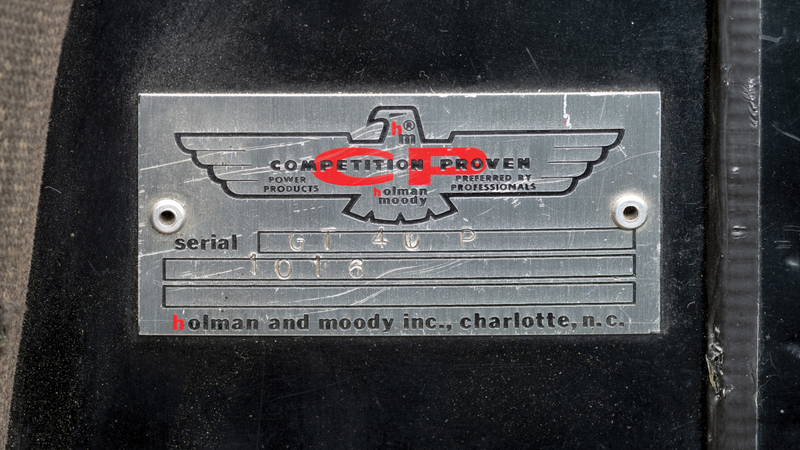 h®
m
CP
COMPETITION PROVEN
POWER PRODUCTS
PREFERRED BY PROFESSIONALS
holman
moody
serial GT 40 P
1016
holman and moody inc., charlotte, n.c.